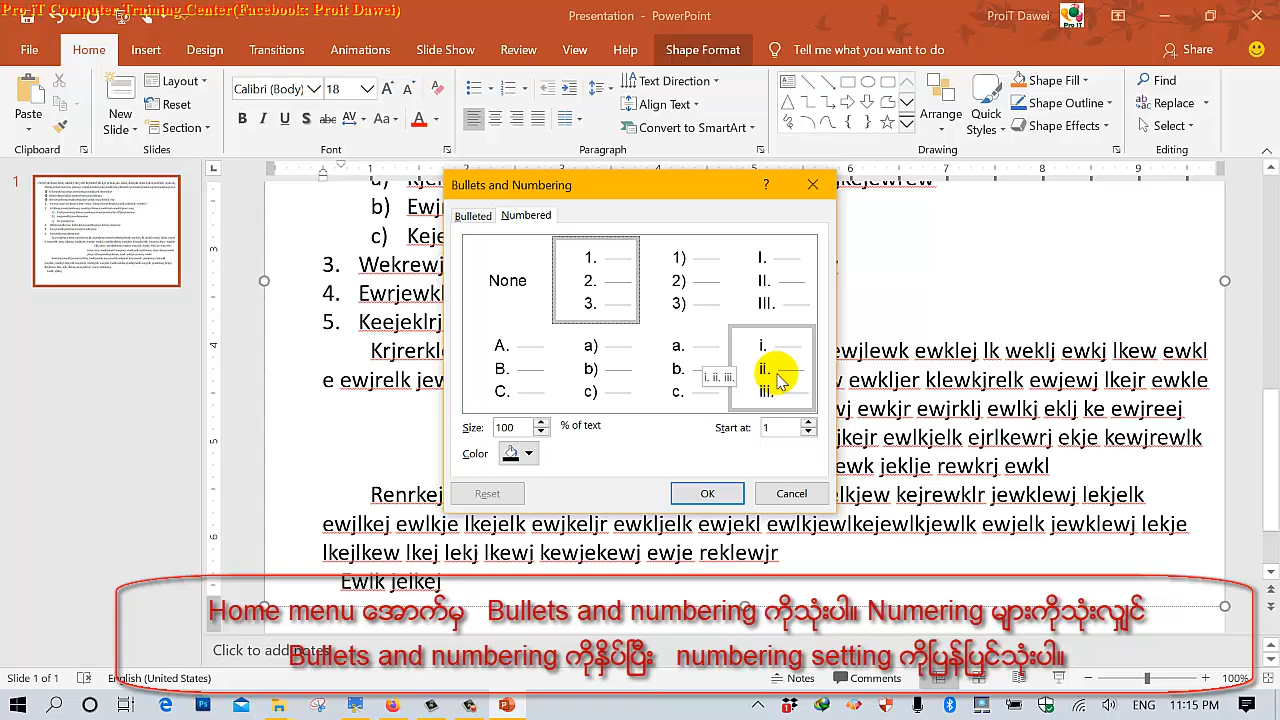 Pro-iT Computer Training Center(Facebook: Proit Dawei)
Presentation - PowerPoint
ProiT Dawei
File Home Insert Design Transitions Animations Slide Show Review View Help Shape Format Tell me what you want to do Share
Paste
Clipboard
New Slide
Layout
Reset
Section
Slides
Calibri (Body) 18
Font
Text Direction
Align Text
Convert to SmartArt
Paragraph
Arrange
Quick Styles
Shape Fill
Shape Outline
Shape Effects
Drawing
Find
Replace
Select
Editing
1
Bullets and Numbering
Bulleted Numbered
None
1.
2.
3.
1)
2)
3)
I.
II.
III.
A.
B.
C.
a)
b)
c)
a.
b.
c.
i.
ii.
iii.
i. ii. iii.
Size: 100 % of text
Start at: 1
Color
Reset OK Cancel
b) Ewj
c) Keje
3. Wekrewj
4. Ewrjewk
5. Keejeklrj
Krjrerkl ewjlewk ewklej lk weklj ewkj lkew ewkl
e ewjrelk jew ewkljer klewkjrelk ewjewj lkejr ewkle
wj ewkjr ewjlkj eklj ke ewjreej
jkejr ewlkjelk ejrlkewrj ekje kewjrewlk
ewk jeklje rewkrj ewkl
Renrkej elkjew kejrewklr jewklewj lekjelk
ewjlkej ewlkje lkejelk ewjkeljr ewkljelk ewjekl ewlkjewlkejewlkjewlk ewjelk jewklewj lekje
lkejlkew lkej lekj lkewj kewjekewj ewje reklewjr
Ewlk jelkej
Home menu အောက်မှ Bullets and numbering ကိုသုံးပါ။ Numering များကိုသုံးလျှင်
Bullets and numbering ကိုနှိပ်ပြီး numbering setting ကိုပြန်ပြင်သုံးပါ။
Click to add notes
Slide 1 of 1
English (United States)
Notes
Comments
100%
ENG
11:15 PM